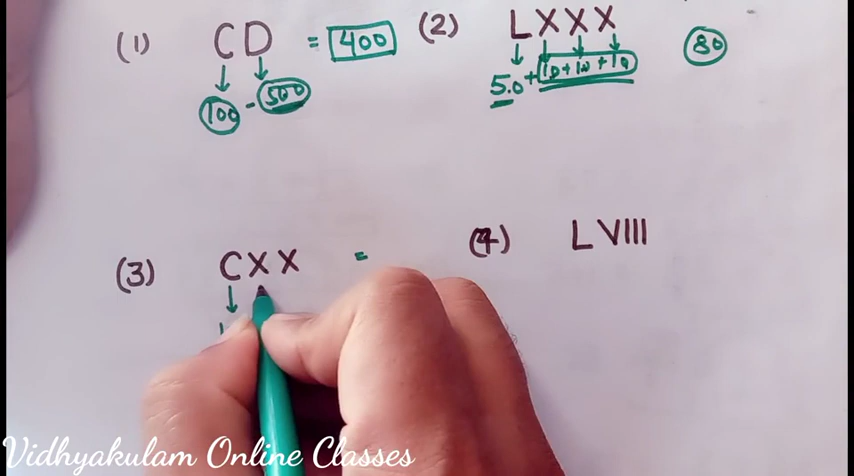 (1) CD = 400 (2) LXXX 80
100 - 500 50 + 10 + 10 + 10
(3) CXX = (4) LVIII
Vidhyakulam Online Classes